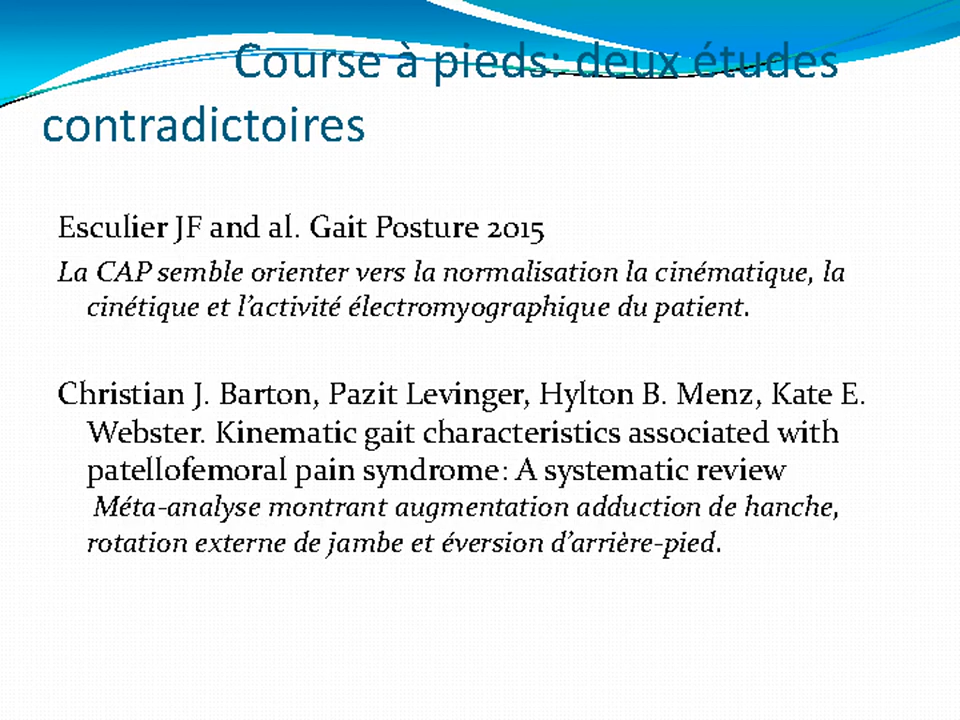 Course à pieds: deux études
contradictoires
Esculier JF and al. Gait Posture 2015
La CAP semble orienter vers la normalisation la cinématique, la
cinétique et l'activité électromyographique du patient.
Christian J. Barton, Pazit Levinger, Hylton B. Menz, Kate E.
Webster. Kinematic gait characteristics associated with
patellofemoral pain syndrome: A systematic review
Méta-analyse montrant augmentation adduction de hanche,
rotation externe de jambe et éversion d'arrière-pied.